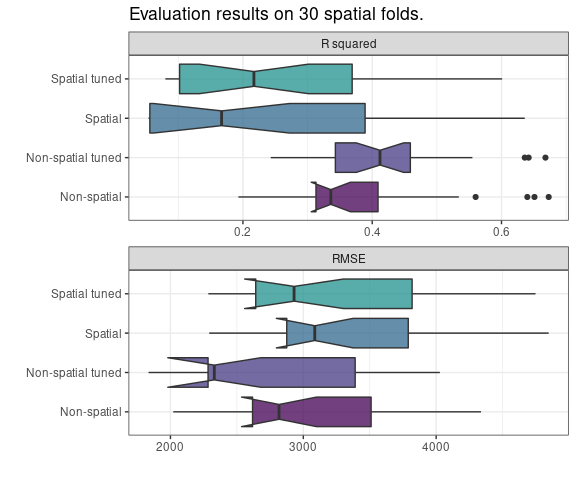 Evaluation results on 30 spatial folds.
R squared
Spatial tuned
Spatial
Non-spatial tuned
Non-spatial
0.2 0.4 0.6
RMSE
Spatial tuned
Spatial
Non-spatial tuned
Non-spatial
2000 3000 4000